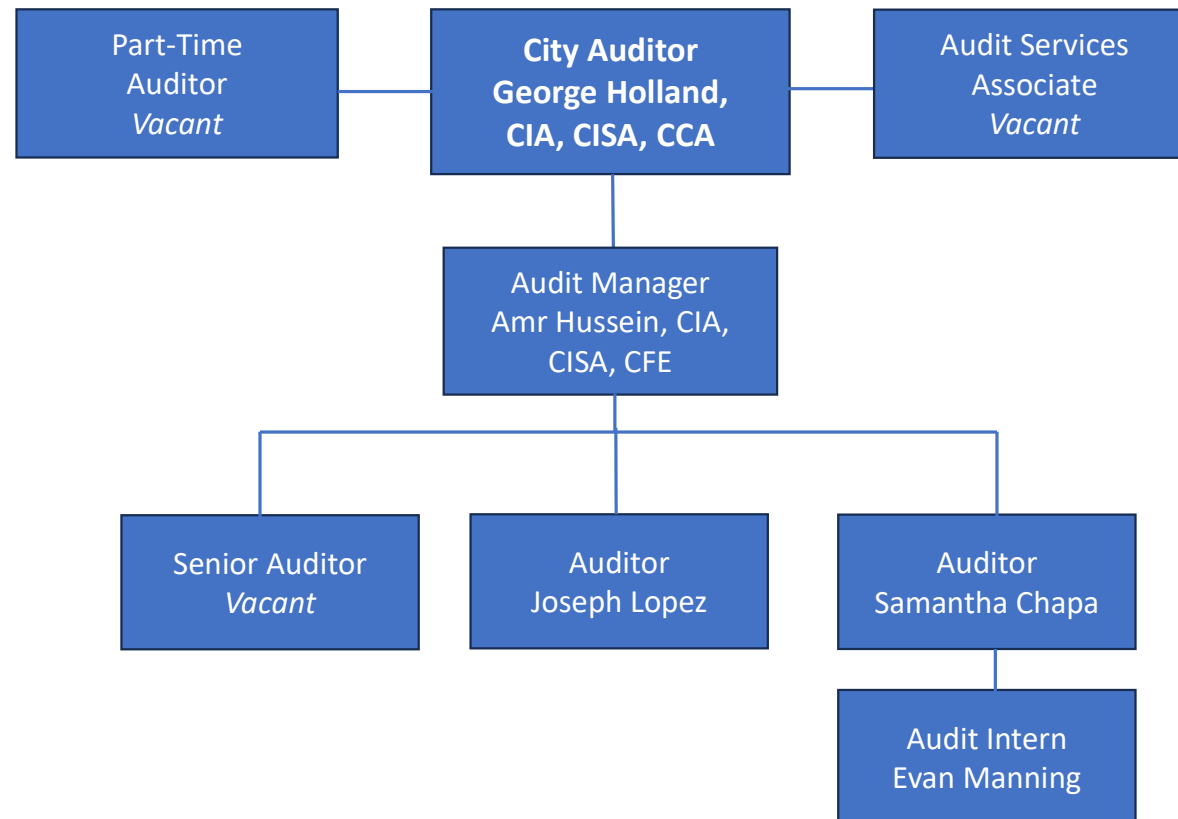 Part-Time
Auditor
Vacant
City Auditor
George Holland,
CIA, CISA, CCA
Audit Services
Associate
Vacant
Audit Manager
Amr Hussein, CIA,
CISA, CFE
Senior Auditor
Vacant
Auditor
Joseph Lopez
Auditor
Samantha Chapa
Audit Intern
Evan Manning